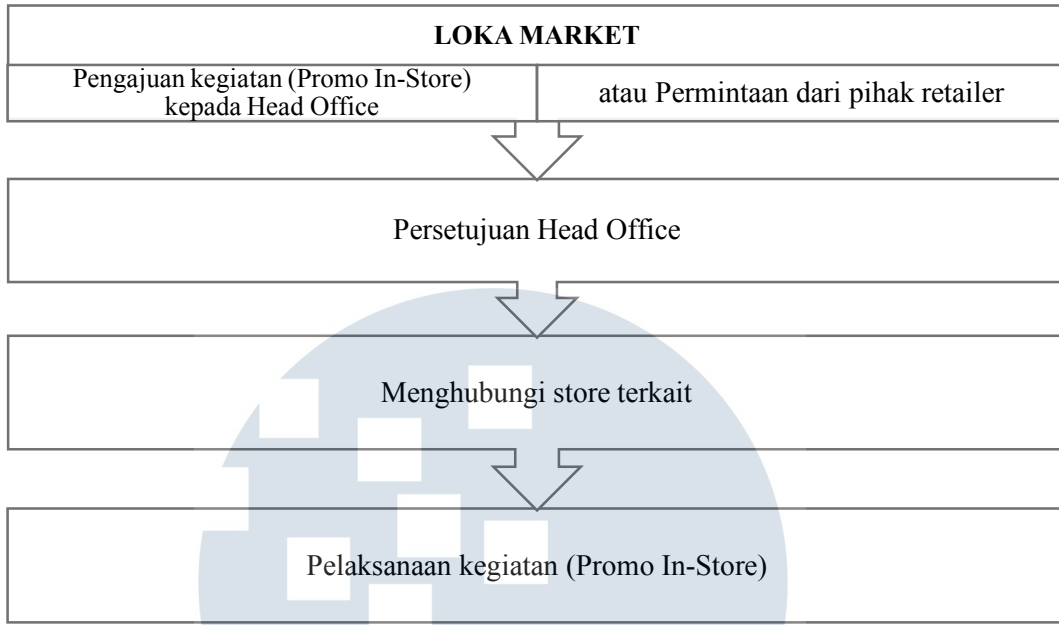 LOKA MARKET
Pengajuan kegiatan (Promo In-Store)
kepada Head Office
atau Permintaan dari pihak retailer
Persetujuan Head Office
Menghubungi store terkait
Pelaksanaan kegiatan (Promo In-Store)